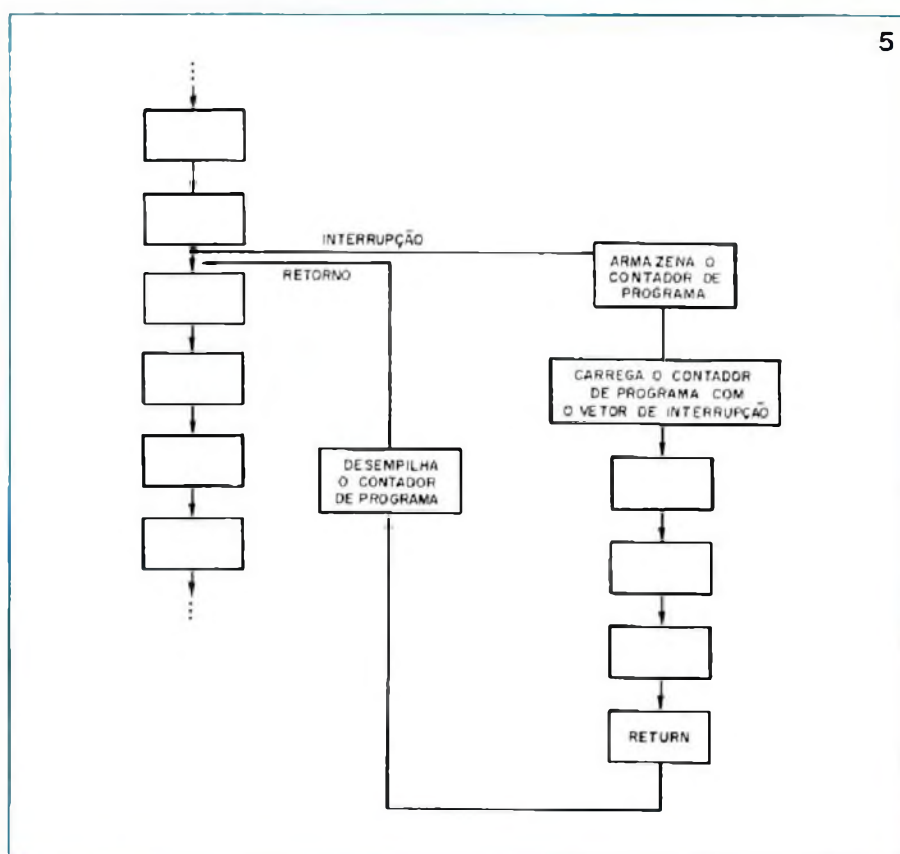 5
INTERRUPÇÃO
RETORNO
ARMAZENA O
CONTADOR DE
PROGRAMA
CARREGA O CONTADOR
DE PROGRAMA COM
O VETOR DE INTERRUPÇÃO
DESEMPILHA
O CONTADOR
DE PROGRAMA
RETURN